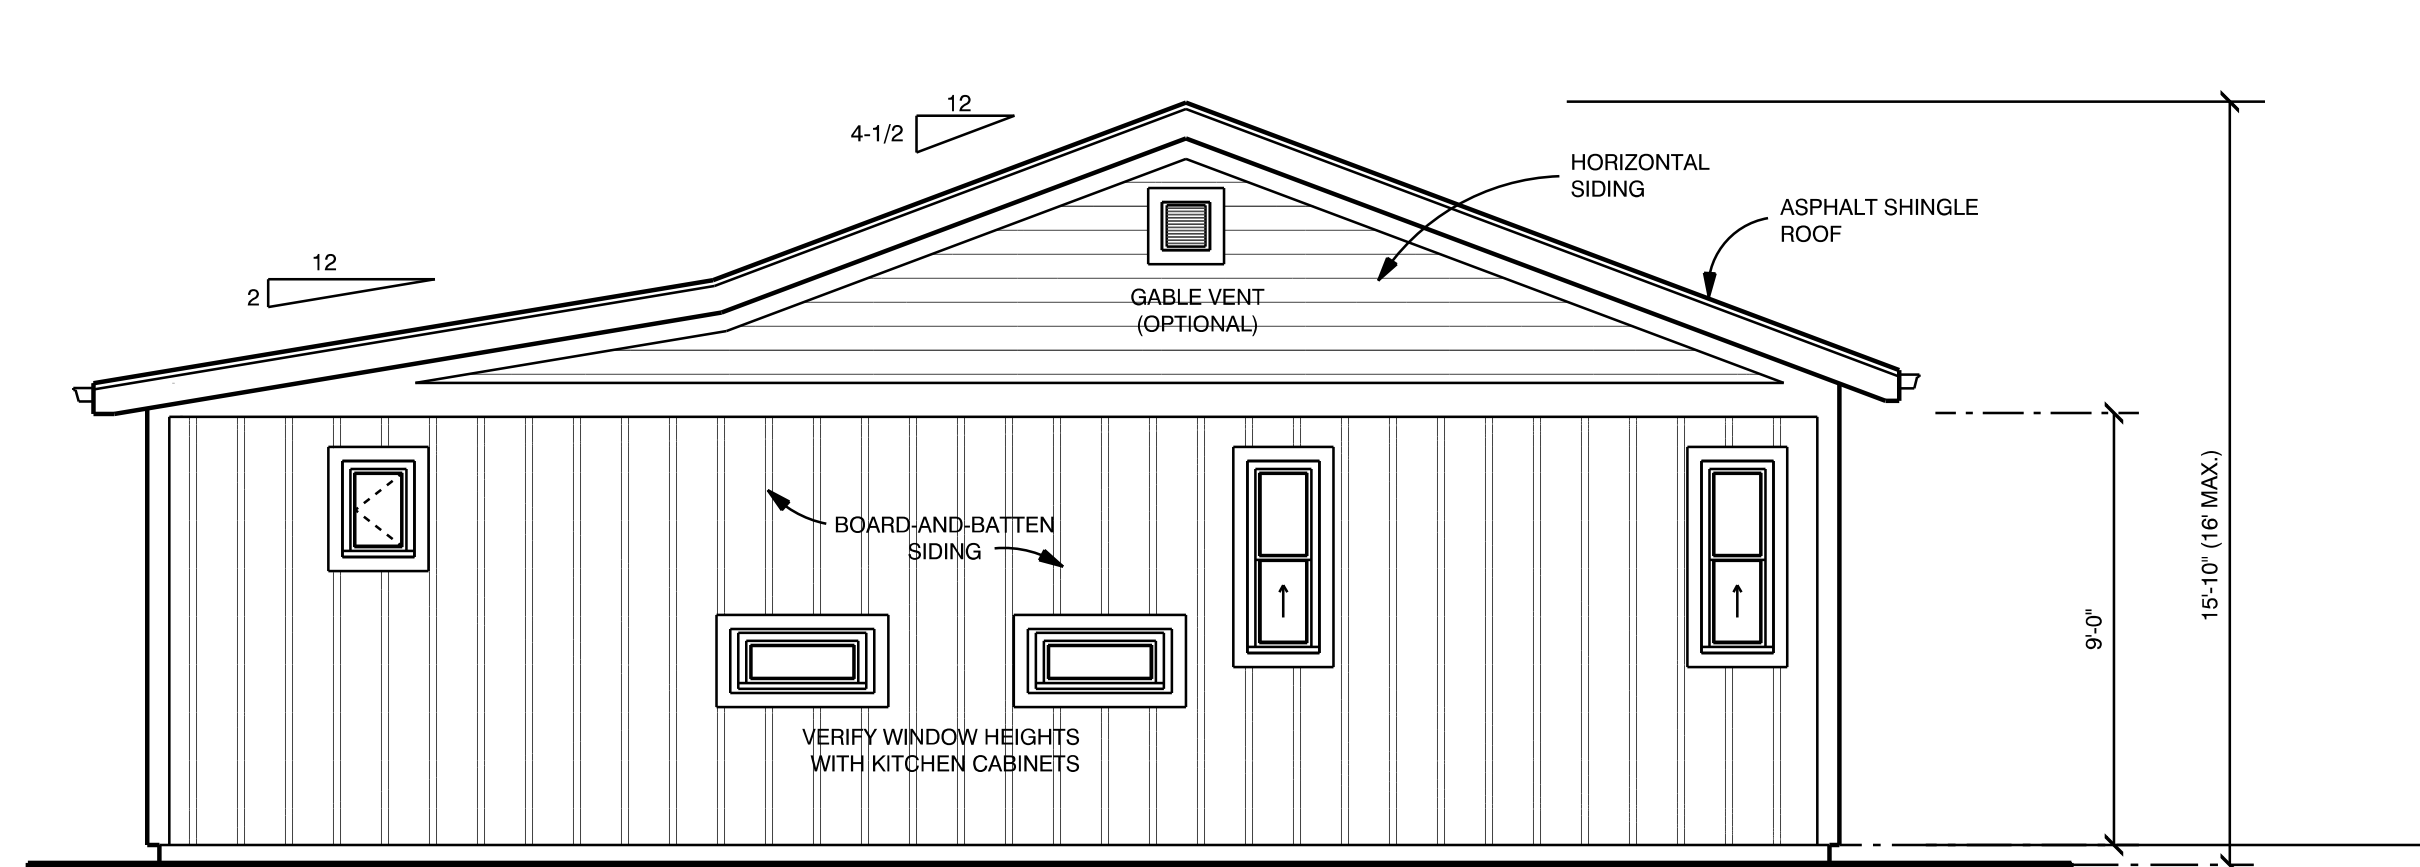 12
4-1/2
HORIZONTAL
SIDING
ASPHALT SHINGLE
ROOF
12
2
GABLE VENT
(OPTIONAL)
BOARD-AND-BATTEN
SIDING
VERIFY WINDOW HEIGHTS
WITH KITCHEN CABINETS
9'-0"
15'-10" (16' MAX.)